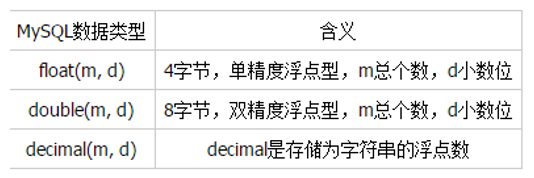 MySQL数据类型 含义
float(m, d) 4字节，单精度浮点型，m总个数，d小数位
double(m, d) 8字节，双精度浮点型，m总个数，d小数位
decimal(m, d) decimal是存储为字符串的浮点数